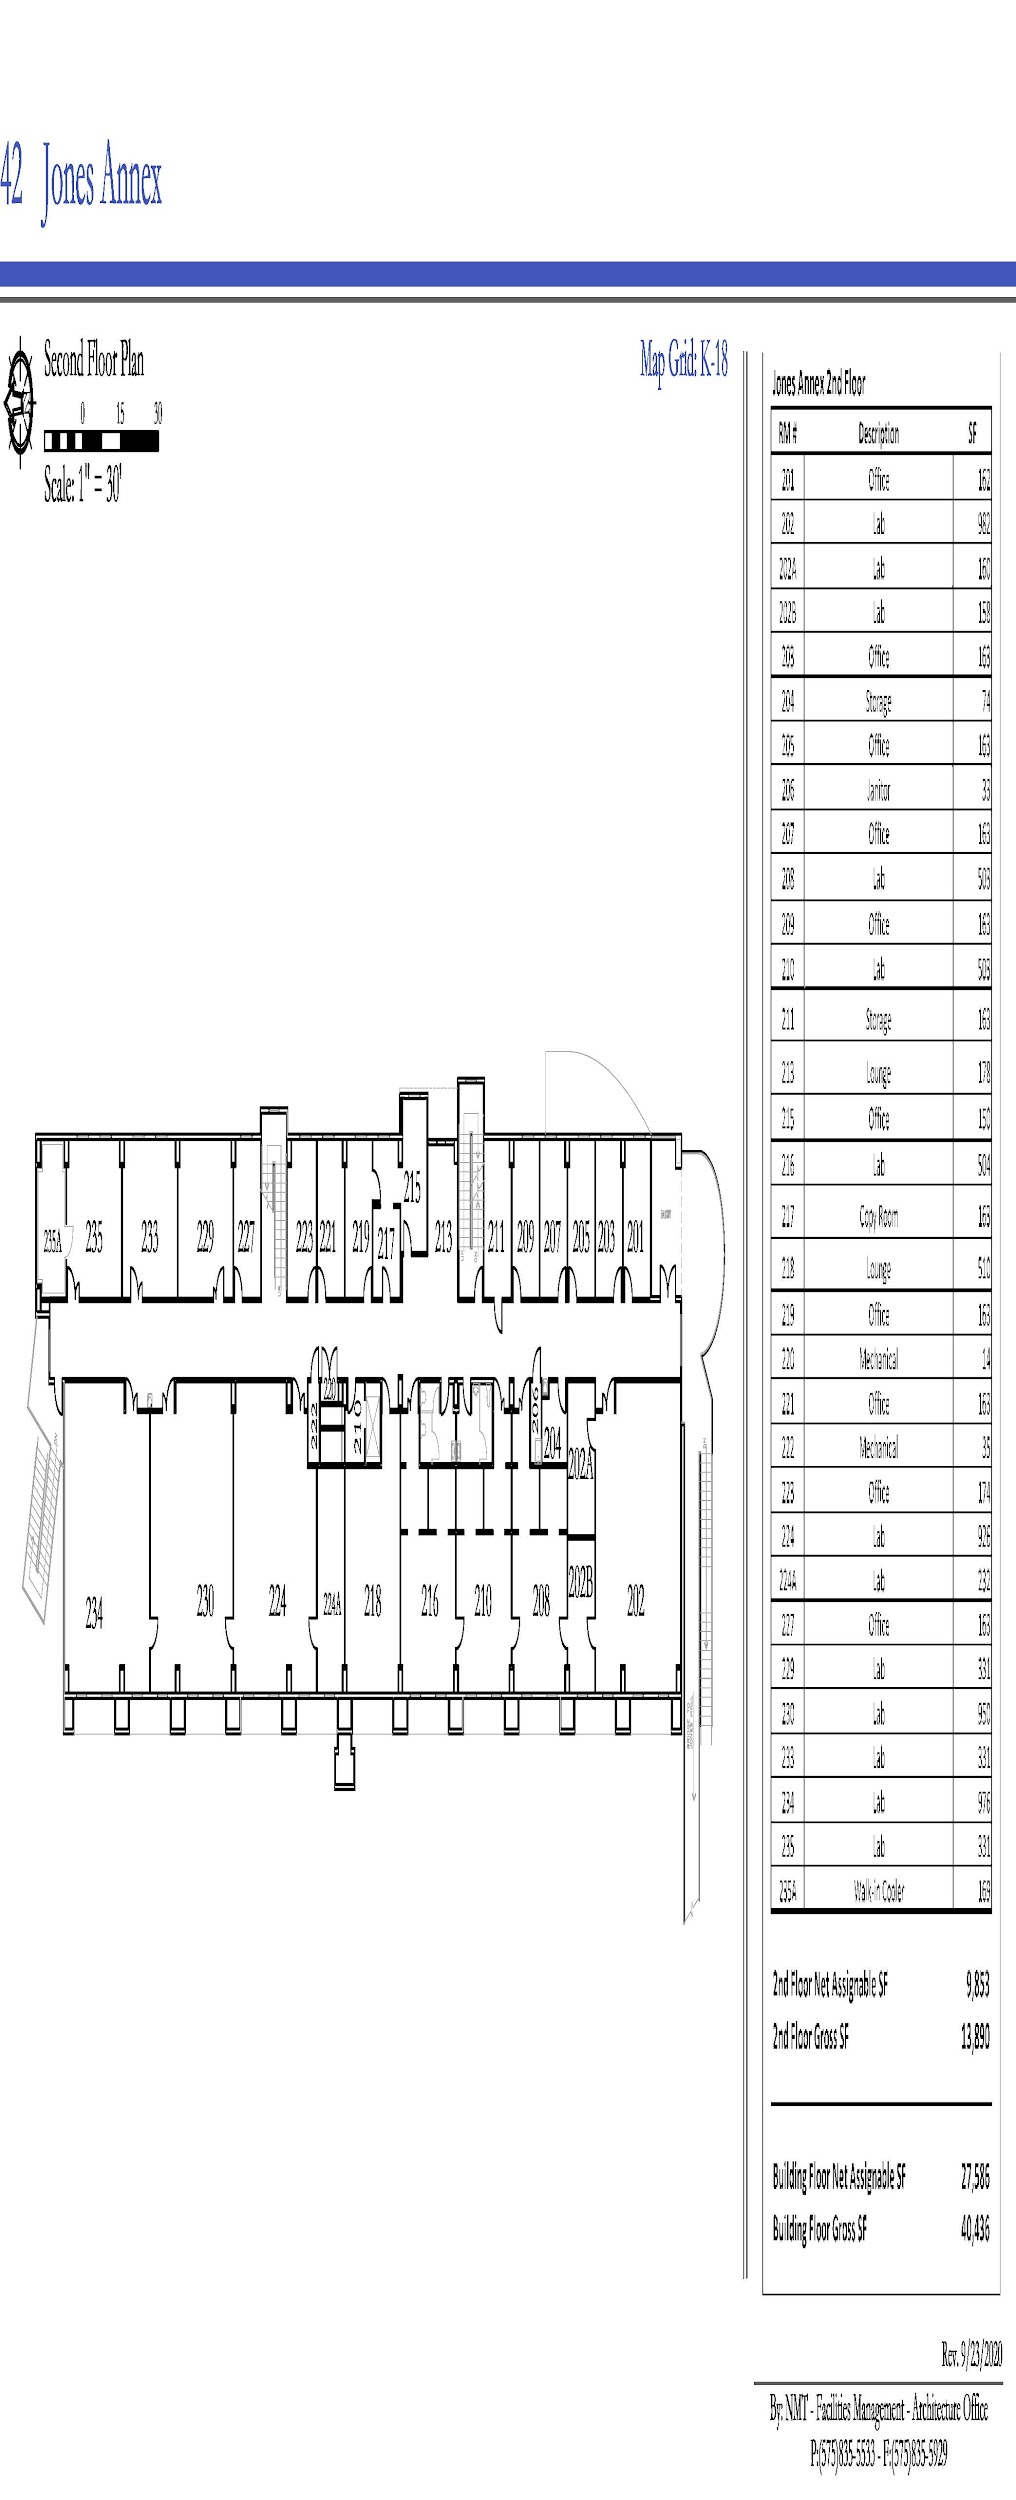 42 Jones Annex
Second Floor Plan
0 15 30
Scale: 1" = 30'
Map Grid: K-18
Jones Annex 2nd Floor
RM # Description SF
201 Office 162
202 Lab 982
202A Lab 160
202B Lab 158
203 Office 163
204 Storage 74
205 Office 163
206 Janitor 33
207 Office 163
208 Lab 503
209 Office 163
210 Lab 503
211 Storage 163
213 Lounge 178
215 Office 150
216 Lab 504
217 Copy Room 163
218 Lounge 510
219 Office 163
220 Mechanical 14
221 Office 163
222 Mechanical 35
223 Office 174
224 Lab 926
224A Lab 232
227 Office 163
229 Lab 331
230 Lab 950
233 Lab 331
234 Lab 976
235 Lab 331
235A Walk-in Cooler 169
2nd Floor Net Assignable SF 9,853
2nd Floor Gross SF 13,890
Building Floor Net Assignable SF 27,586
Building Floor Gross SF 40,436
235A 235 233 229 227 223 221 219 217 215 213 211 209 207 205 203 201
220
222 210 206 204 202A
202B
234 230 224 224A 218 216 210 208 202
Rev. 9/23/2020
By: NMT - Facilities Management - Architecture Office
P:(575)835-5533 - F:(575)835-5929